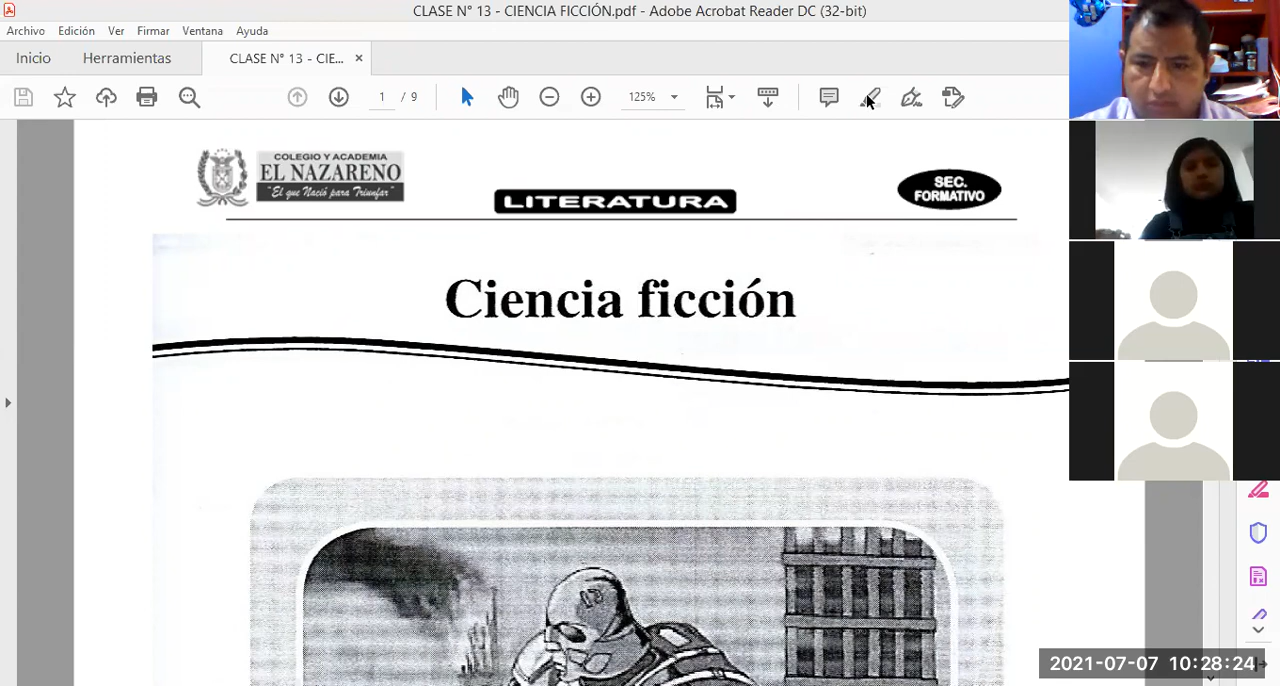 CLASE N° 13 - CIENCIA FICCIÓN.pdf - Adobe Acrobat Reader DC (32-bit)
Archivo Edición Ver Firmar Ventana Ayuda
Inicio Herramientas CLASE N° 13 - CIE... ×
1 / 9 125%
COLEGIO Y ACADEMIA
EL NAZARENO
"El que Nació para Triunfar"
LITERATURA
SEC.
FORMATIVO
Ciencia ficción
13
2021-07-07 10:28:24